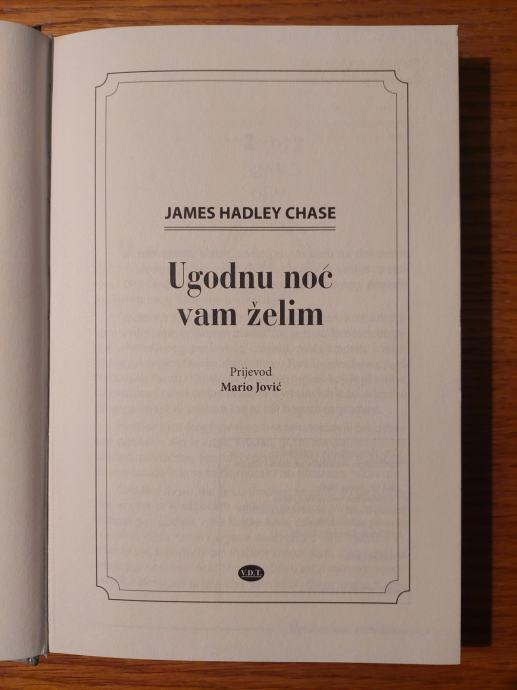 JAMES HADLEY CHASE
Ugodnu noć
vam želim
Prijevod
Mario Jović
V.D.T.